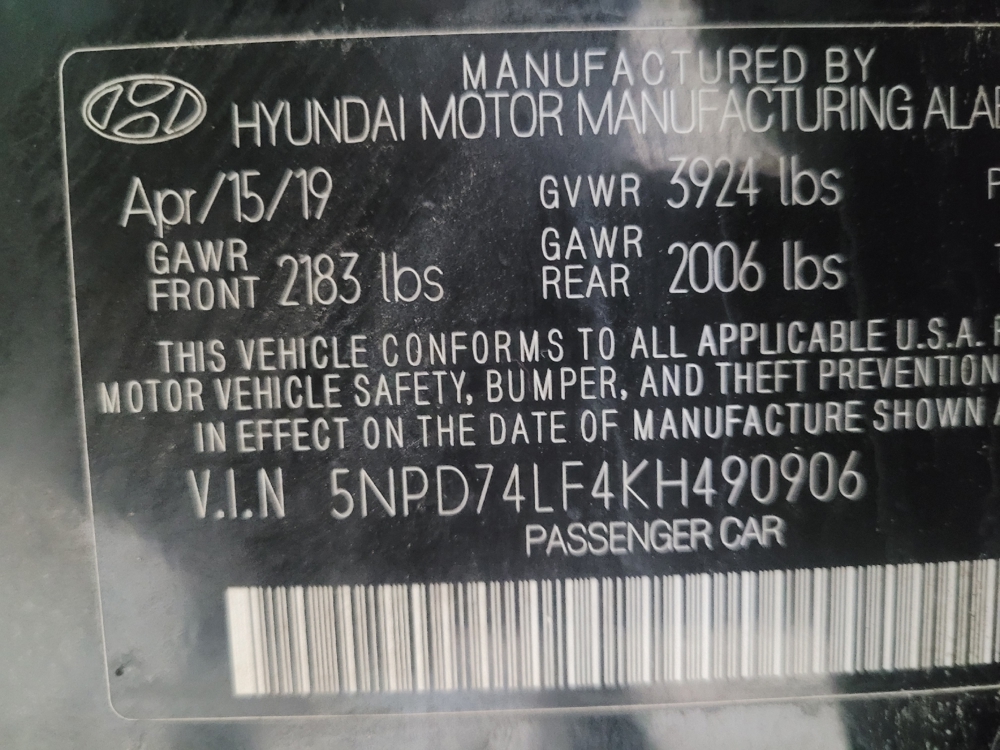 MANUFACTURED BY
HYUNDAI MOTOR MANUFACTURING
Apr/15/19 GVWR 3924 lbs
GAWR FRONT 2183 lbs GAWR REAR 2006 lbs
THIS VEHICLE CONFORMS TO ALL APPLICABLE U.S.A.
MOTOR VEHICLE SAFETY, BUMPER, AND THEFT PREVENTION
IN EFFECT ON THE DATE OF MANUFACTURE SHOWN
V.I.N 5NPD74LF4KH490906
PASSENGER CAR